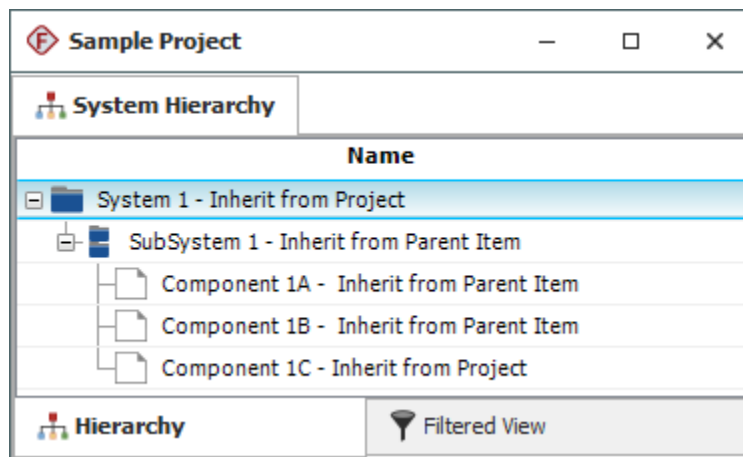 F Sample Project
System Hierarchy
Name
System 1 - Inherit from Project
SubSystem 1 - Inherit from Parent Item
Component 1A -  Inherit from Parent Item
Component 1B -  Inherit from Parent Item
Component 1C - Inherit from Project
Hierarchy Filtered View